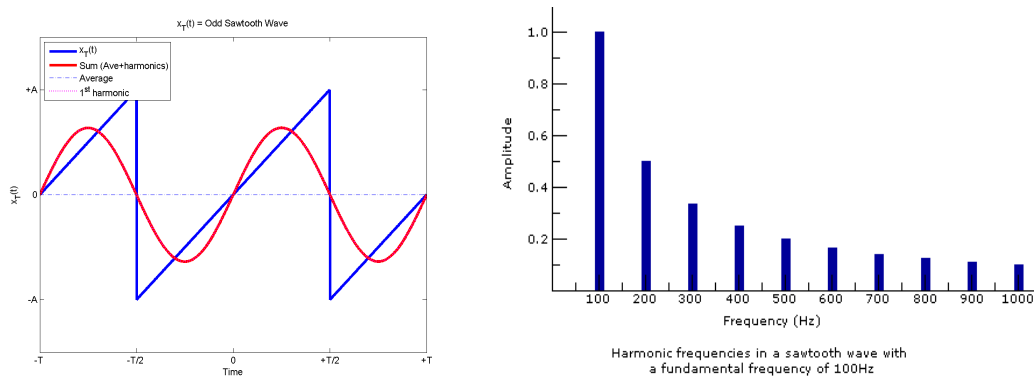 x_T(t) = Odd Sawtooth Wave
x_T(t)
Sum (Ave+harmonics)
Average
1^st harmonic
+A
0
-A
x_T(t)
-T
-T/2
0
+T/2
+T
Time
1.0
0.8
0.6
0.4
0.2
Amplitude
100 200 300 400 500 600 700 800 900 1000
Frequency (Hz)
Harmonic frequencies in a sawtooth wave with
a fundamental frequency of 100Hz